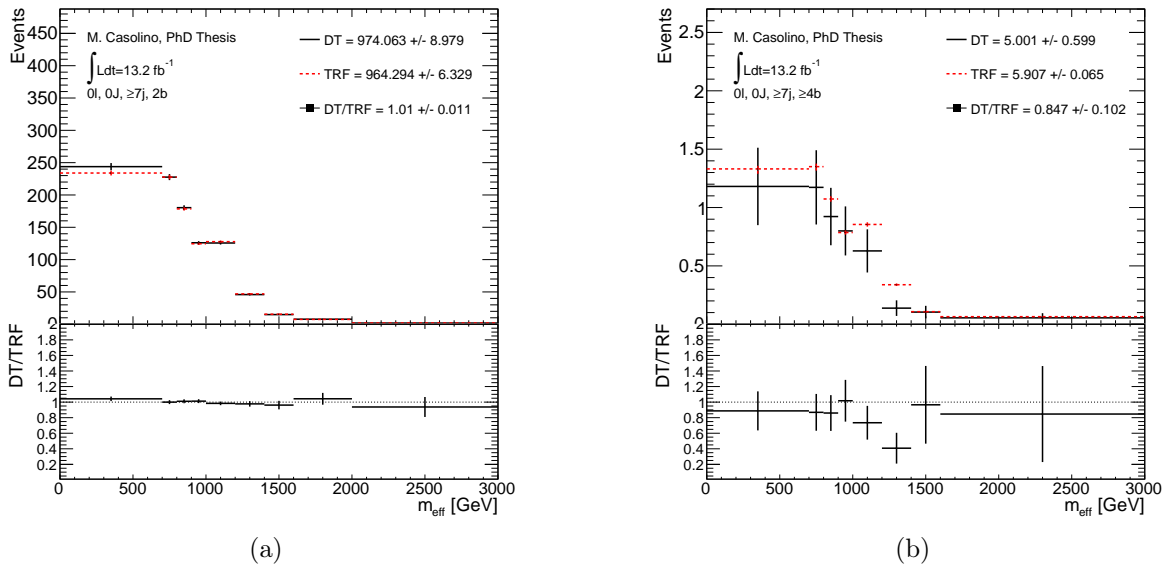 Events
450
400
350
300
250
200
150
100
50
2
M. Casolino, PhD Thesis
∫Ldt=13.2 fb⁻¹
0l, 0J, ≥7j, 2b
DT = 974.063 +/- 8.979
TRF = 964.294 +/- 6.329
DT/TRF = 1.01 +/- 0.011
DT/TRF
1.8
1.6
1.4
1.2
1
0.8
0.6
0.4
0.2
0 500 1000 1500 2000 2500 3000
m_eff [GeV]
(a)
Events
2.5
2
1.5
1
0.5
2
M. Casolino, PhD Thesis
∫Ldt=13.2 fb⁻¹
0l, 0J, ≥7j, ≥4b
DT = 5.001 +/- 0.599
TRF = 5.907 +/- 0.065
DT/TRF = 0.847 +/- 0.102
DT/TRF
1.8
1.6
1.4
1.2
1
0.8
0.6
0.4
0.2
0 500 1000 1500 2000 2500 3000
m_eff [GeV]
(b)